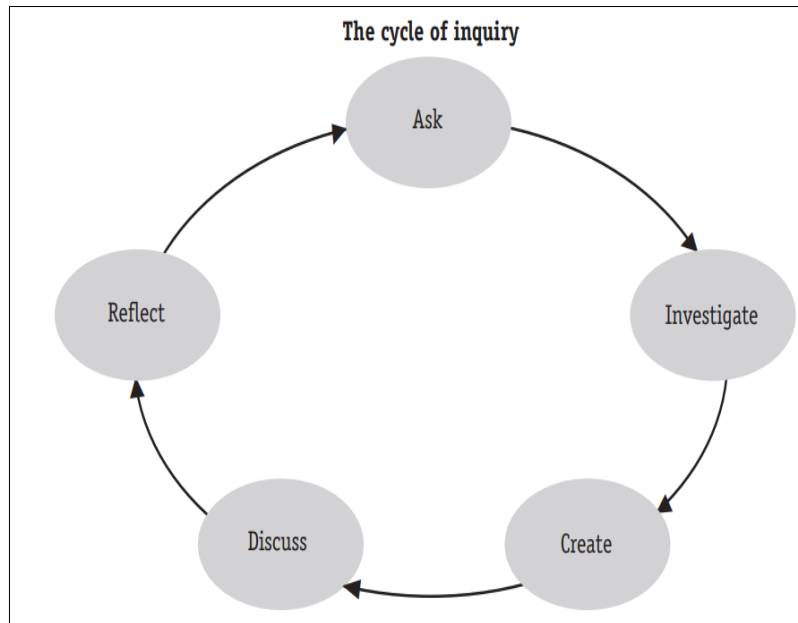 The cycle of inquiry
Ask
Investigate
Create
Discuss
Reflect